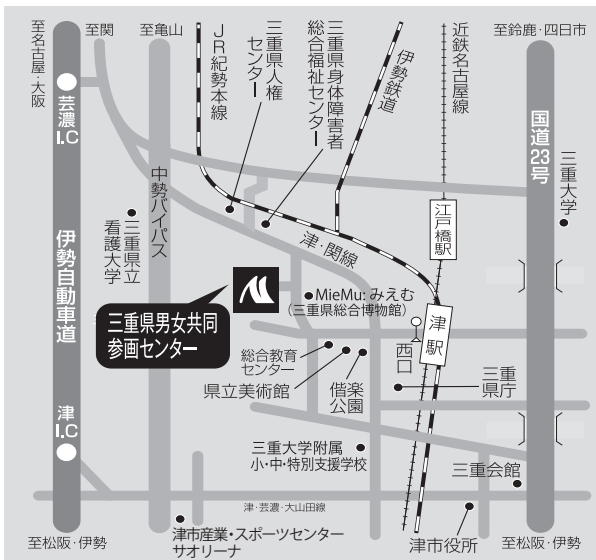 至関
至亀山
至鈴鹿・四日市
至名古屋・大阪
JR紀勢本線
三重県人権
センター
三重県身体障害者
総合福祉センター
伊勢鉄道
近鉄名古屋線
芸濃
I.C
国道23号
三重大学
中勢バイパス
江戸橋駅
三重県立
看護大学
伊勢自動車道
津・関線
MieMu:みえむ
(三重県総合博物館)
三重県男女共同
参画センター
津駅
西口
総合教育
センター
県立美術館
偕楽
公園
三重
県庁
津
I.C
三重大学附属
小・中・特別支援学校
三重会館
津・芸濃・大山田線
至松阪・伊勢
津市産業・スポーツセンター
サオリーナ
津市役所
至松阪・伊勢